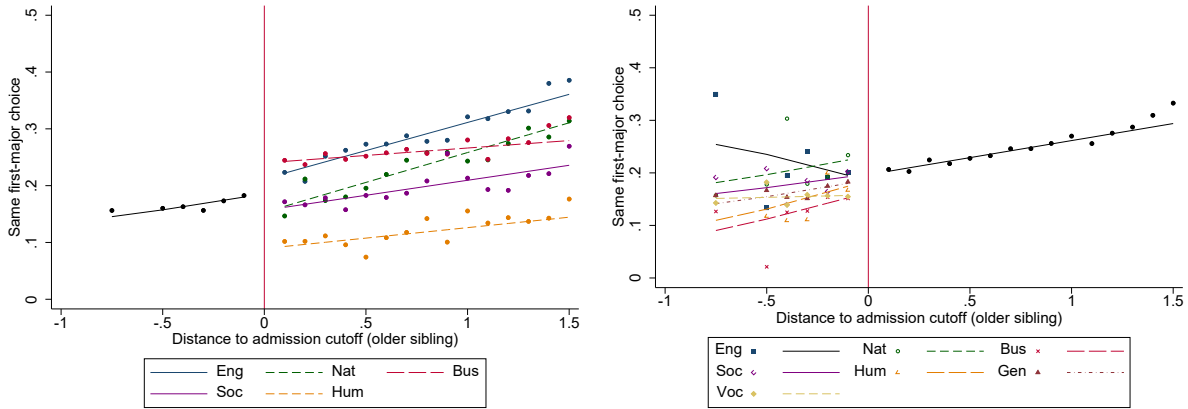 Same first-major choice
.5
.4
.3
.2
.1
0
-1
-.5
0
.5
1
1.5
Distance to admission cutoff (older sibling)
Eng Nat Bus
Soc Hum
Same first-major choice
.5
.4
.3
.2
.1
0
-1
-.5
0
.5
1
1.5
Distance to admission cutoff (older sibling)
Eng Nat Bus
Soc Hum Gen
Voc